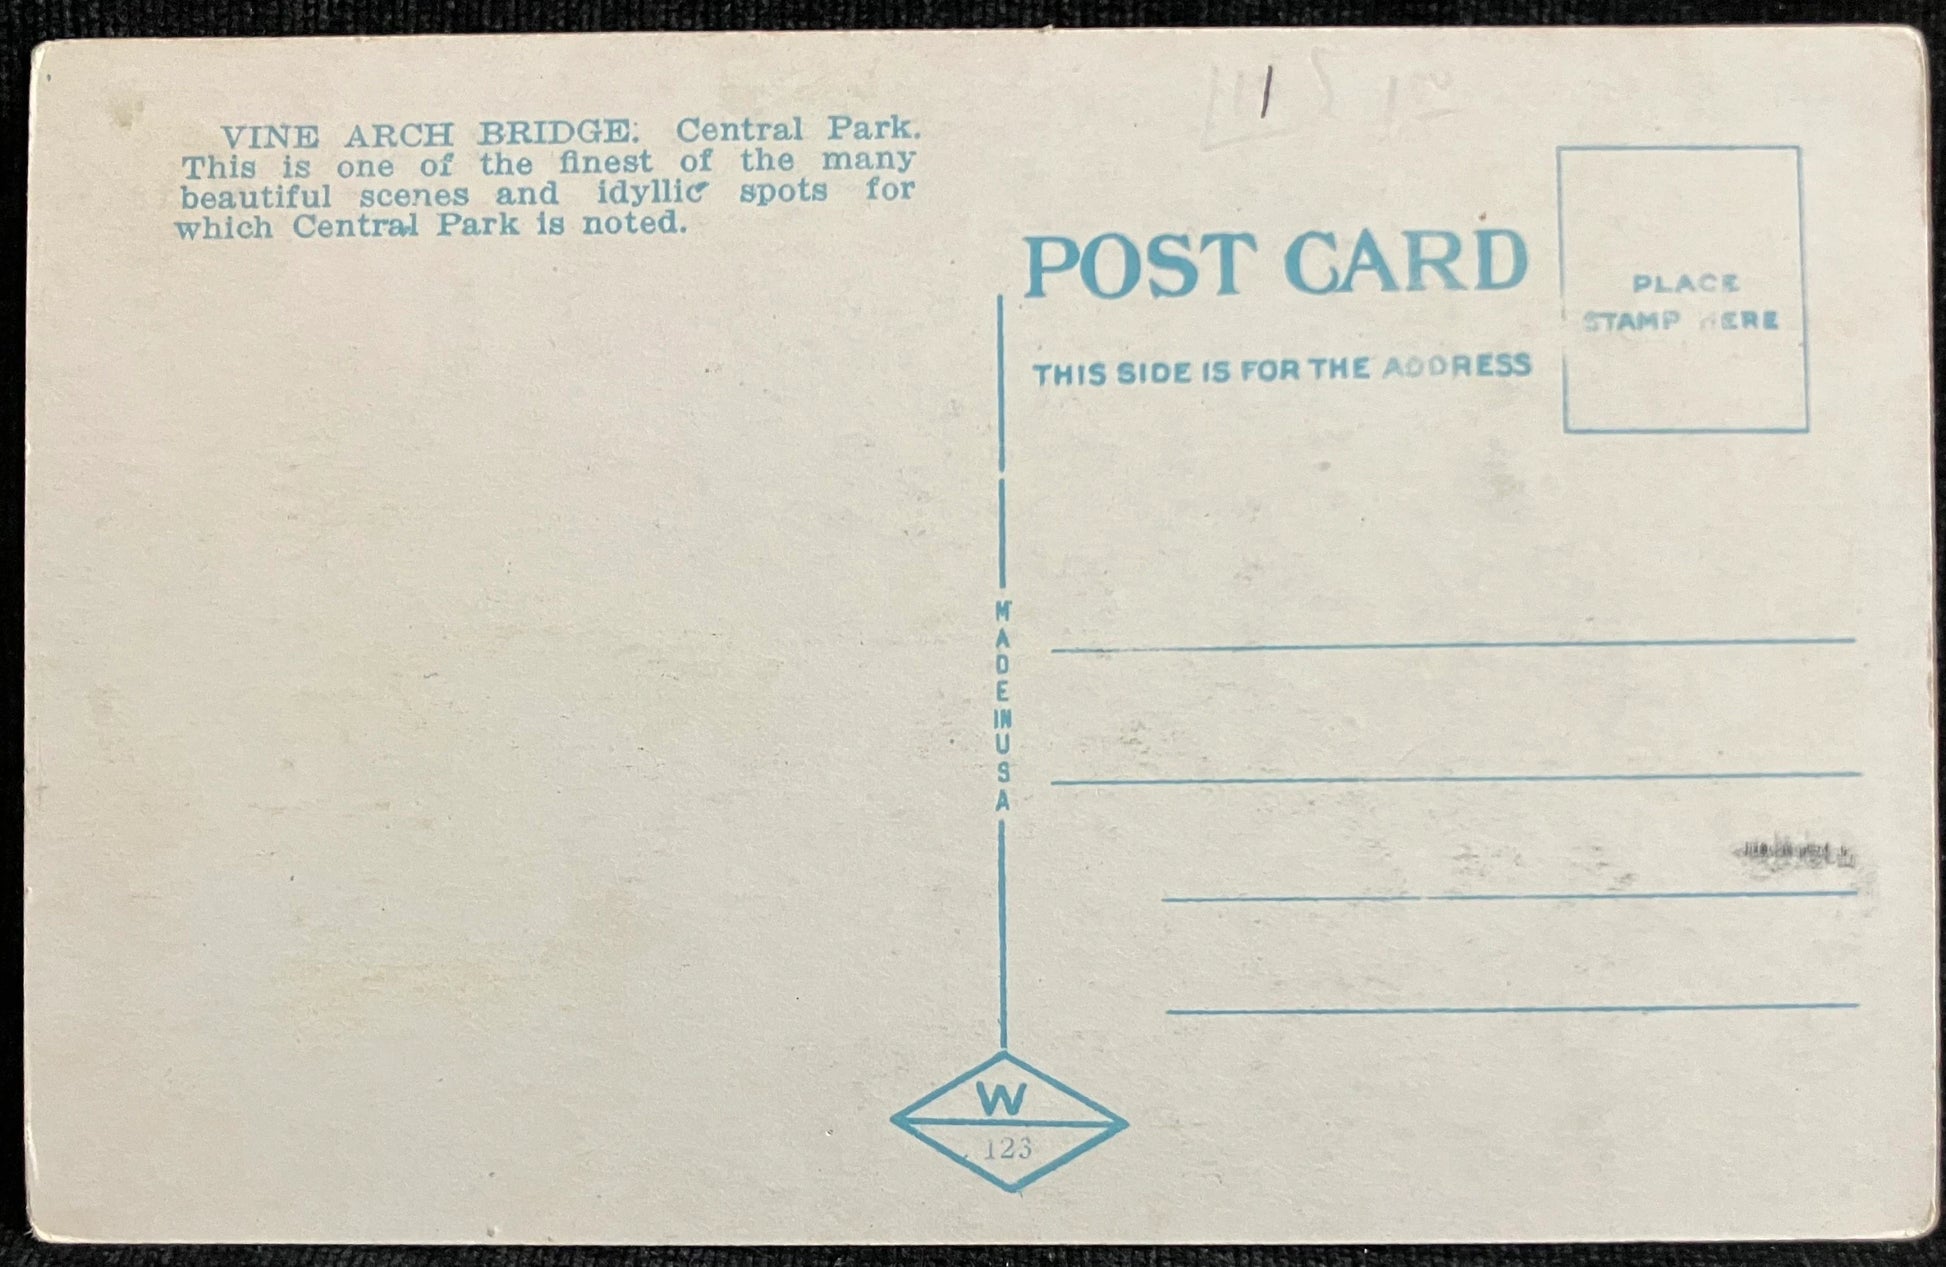 VINE ARCH BRIDGE: Central Park.
This is one of the finest of the many
beautiful scenes and idyllic spots for
which Central Park is noted.
POST CARD
THIS SIDE IS FOR THE ADDRESS
PLACE
STAMP HERE
MADE IN USA
W
123